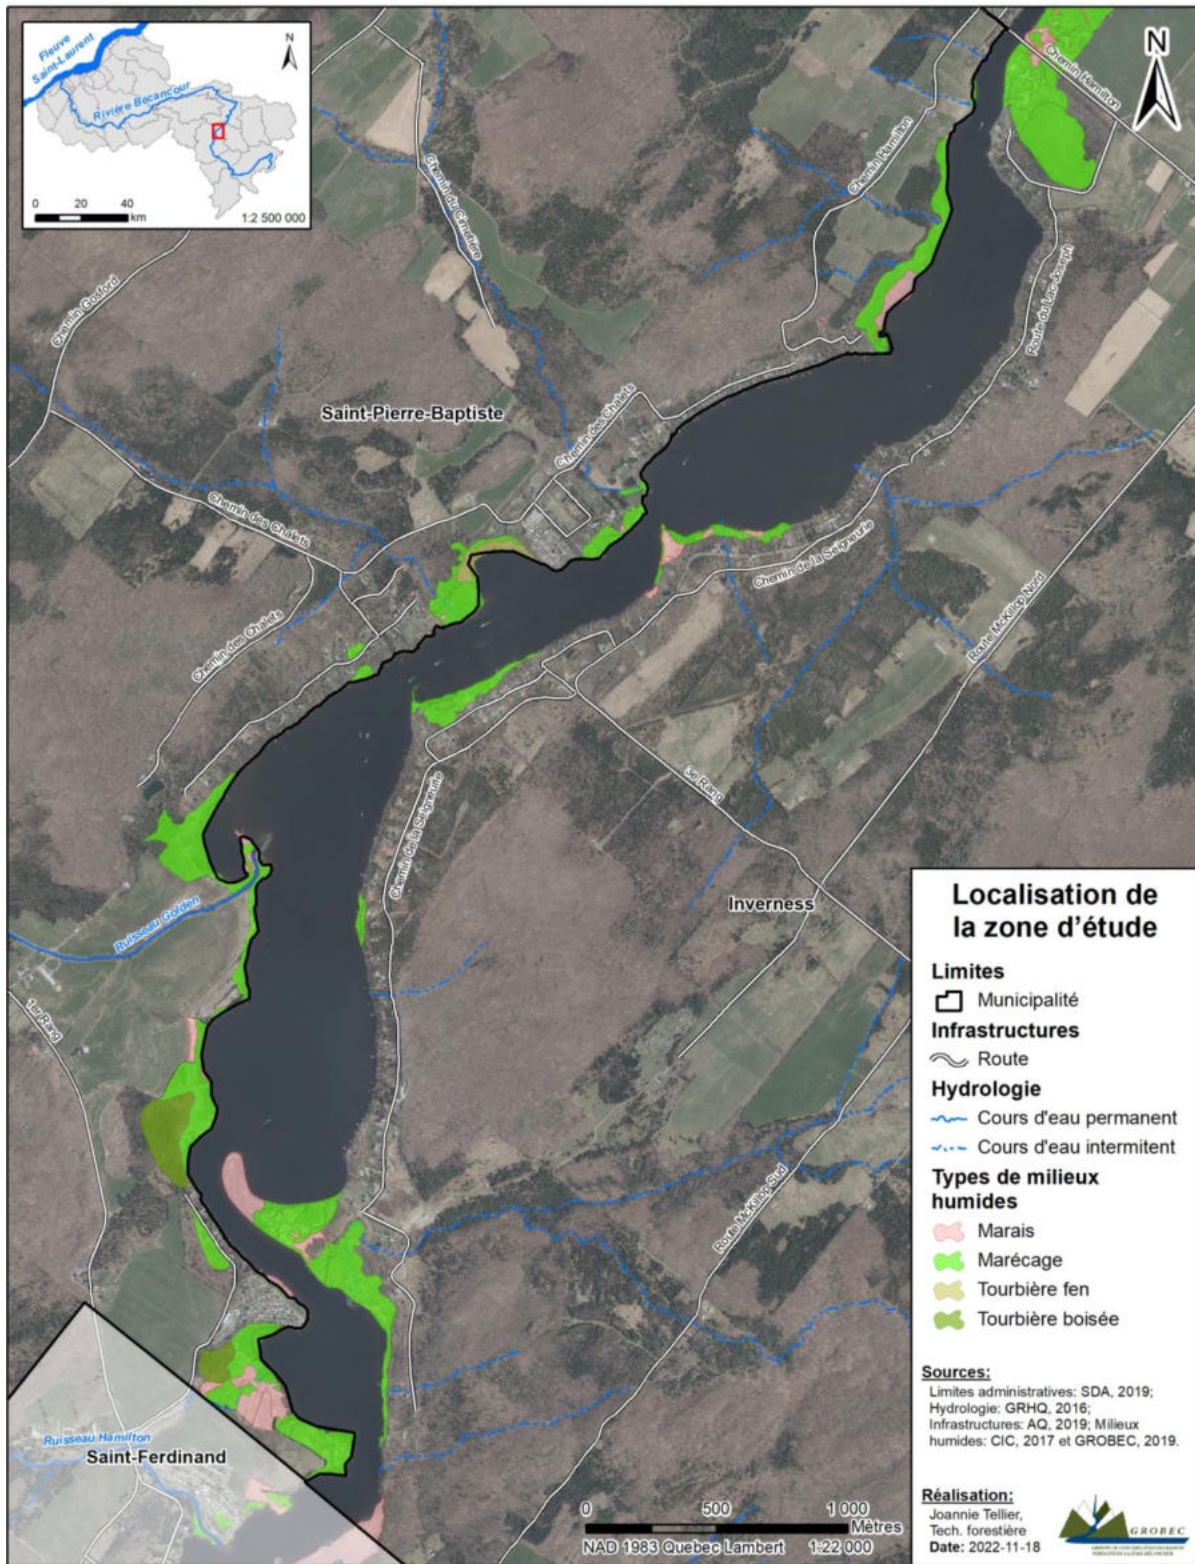 Fleuve
Saint-Laurent
N
Rivière Bécancour
0 20 40
km
1:2 500 000
N
Chemin Hamilton
Chemin Hamilton
Chemin du Cimetière
Chemin Gosford
Route du Lac-Joseph
Saint-Pierre-Baptiste
Chemin des Chalets
Chemin des Chalets
Chemin de la Seigneurie
Route McKillop Nord
Chemin des Chalets
3e Rang
Chemin de la Seigneurie
Inverness
Ruisseau Golden
1er Rang
Route McKillop Sud
Ruisseau Hamilton
Saint-Ferdinand
0 500 1 000
Mètres
NAD 1983 Quebec Lambert 1:22 000
Localisation de
la zone d'étude
Limites
Municipalité
Infrastructures
Route
Hydrologie
Cours d'eau permanent
Cours d'eau intermitent
Types de milieux
humides
Marais
Marécage
Tourbière fen
Tourbière boisée
Sources:
Limites administratives: SDA, 2019;
Hydrologie: GRHQ, 2016;
Infrastructures: AQ, 2019; Milieux
humides: CIC, 2017 et GROBEC, 2019.
Réalisation:
Joannie Tellier,
Tech. forestière
Date: 2022-11-18
GROBEC